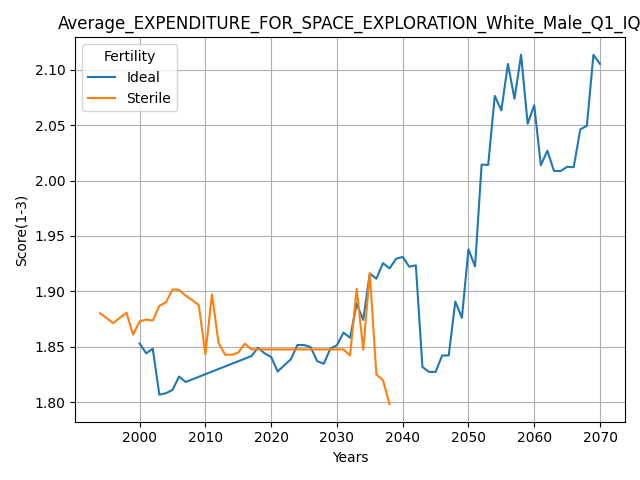 Average_EXPENDITURE_FOR_SPACE_EXPLORATION_White_Male_Q1_IQ
Fertility
Ideal
Sterile
Score(1-3)
2.10
2.05
2.00
1.95
1.90
1.85
1.80
2000 2010 2020 2030 2040 2050 2060 2070
Years